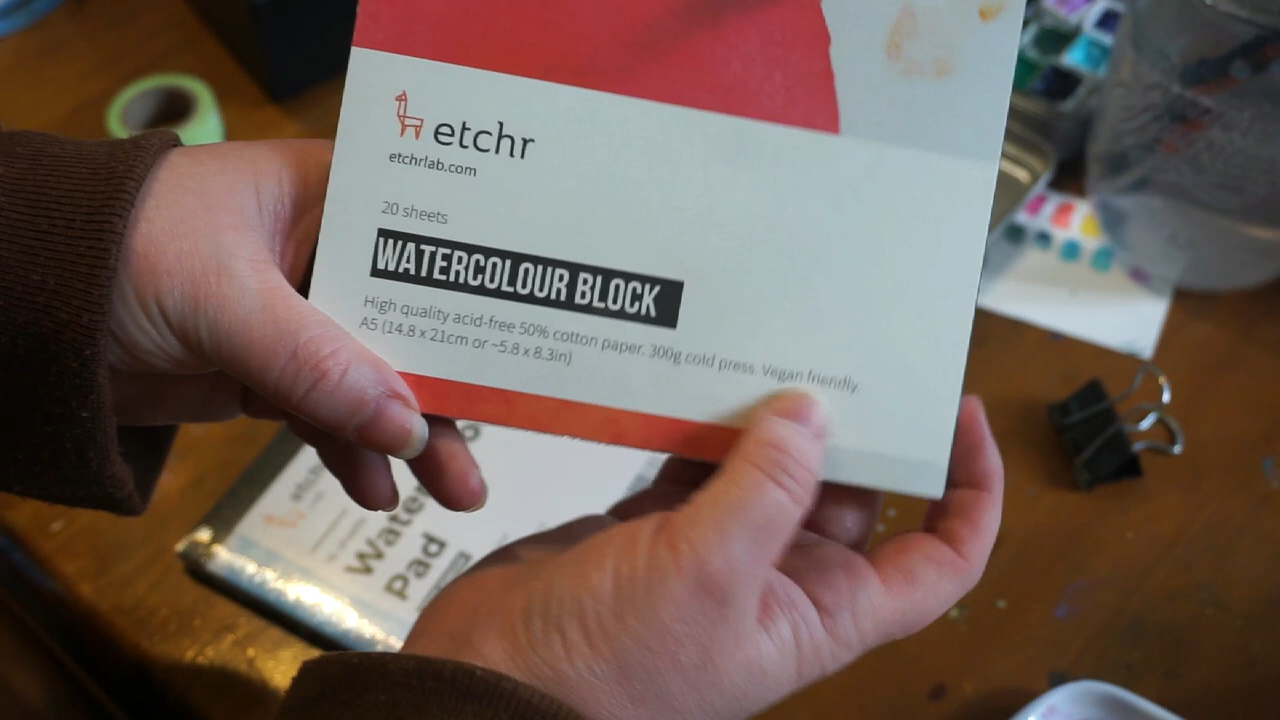 etchr
etchrlab.com
20 sheets
WATERCOLOUR BLOCK
High quality acid-free 50% cotton paper. 300g cold press. Vegan friendly.
A5 (14.8 x 21cm or ~5.8 x 8.3in)
Water
Pad